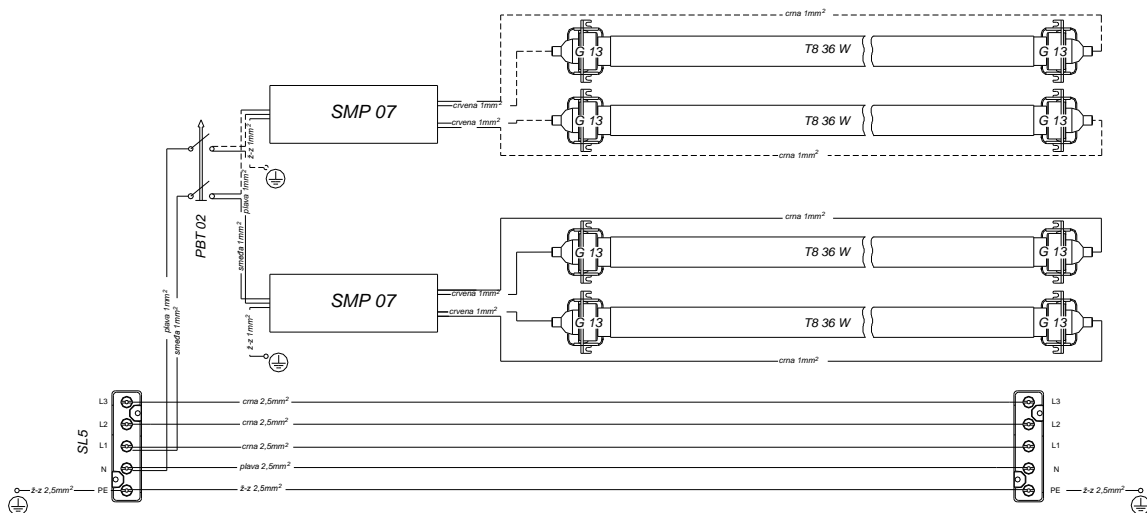 crna 1mm²
G 13
T8 36 W
G 13
SMP 07
crvena 1mm²
crvena 1mm²
G 13
T8 36 W
G 13
crna 1mm²
ž-z 1mm²
plava 1mm²
smeđa 1mm²
PBT 02
crna 1mm²
G 13
T8 36 W
G 13
SMP 07
crvena 1mm²
crvena 1mm²
G 13
T8 36 W
G 13
crna 1mm²
ž-z 1mm²
plava 1mm²
smeđa 1mm²
SL5
L3
crna 2,5mm²
L3
L2
crna 2,5mm²
L2
L1
crna 2,5mm²
L1
N
plava 2,5mm²
N
ž-z 2,5mm²
PE
ž-z 2,5mm²
PE
ž-z 2,5mm²